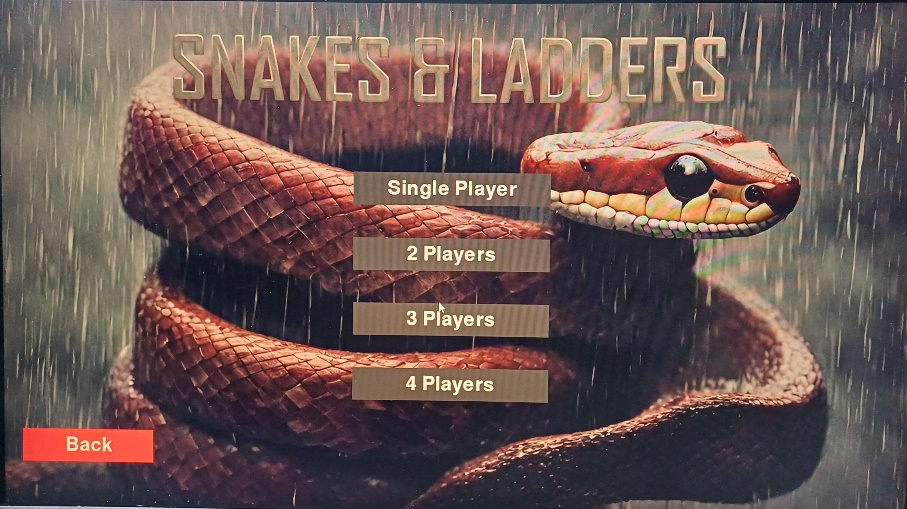 SNAKES & LADDERS
Single Player
2 Players
3 Players
4 Players
Back